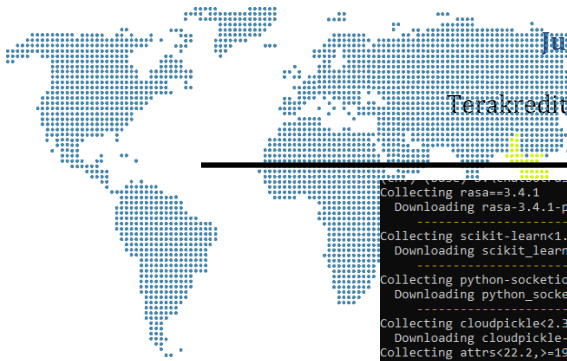 Ju
Terakredit
Collecting rasa==3.4.1
Downloading rasa-3.4.1-p
Collecting scikit-learn<1.
Downloading scikit_learn
Collecting python-socketio
Downloading python_socke
Collecting cloudpickle<2.3
Downloading cloudpickle-
Collecting attrs<22.2,>=19